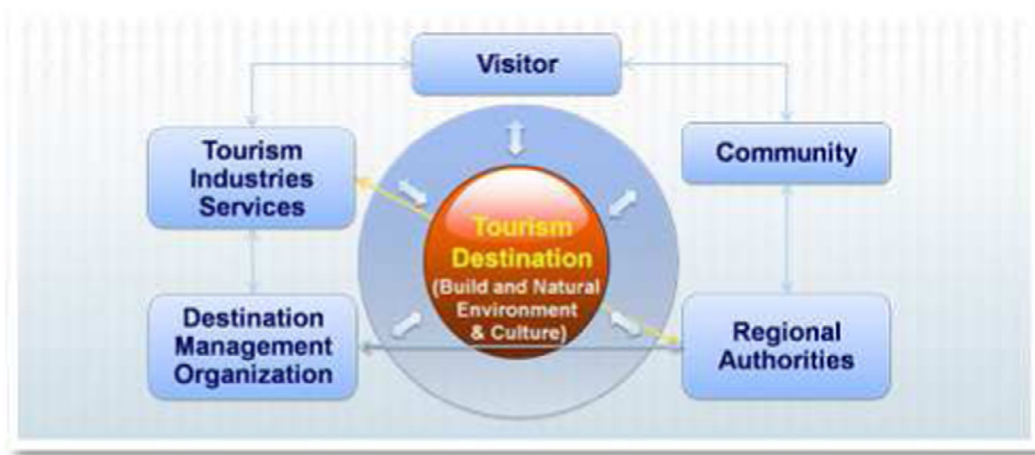 Visitor
Tourism
Industries
Services
Community
Tourism
Destination
(Build and Natural
Environment
& Culture)
Destination
Management
Organization
Regional
Authorities